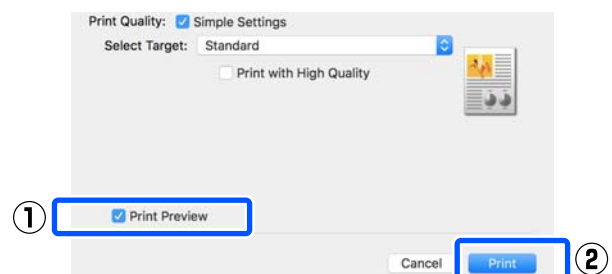 Print Quality: Simple Settings
Select Target: Standard
Print with High Quality
① Print Preview
Cancel Print ②